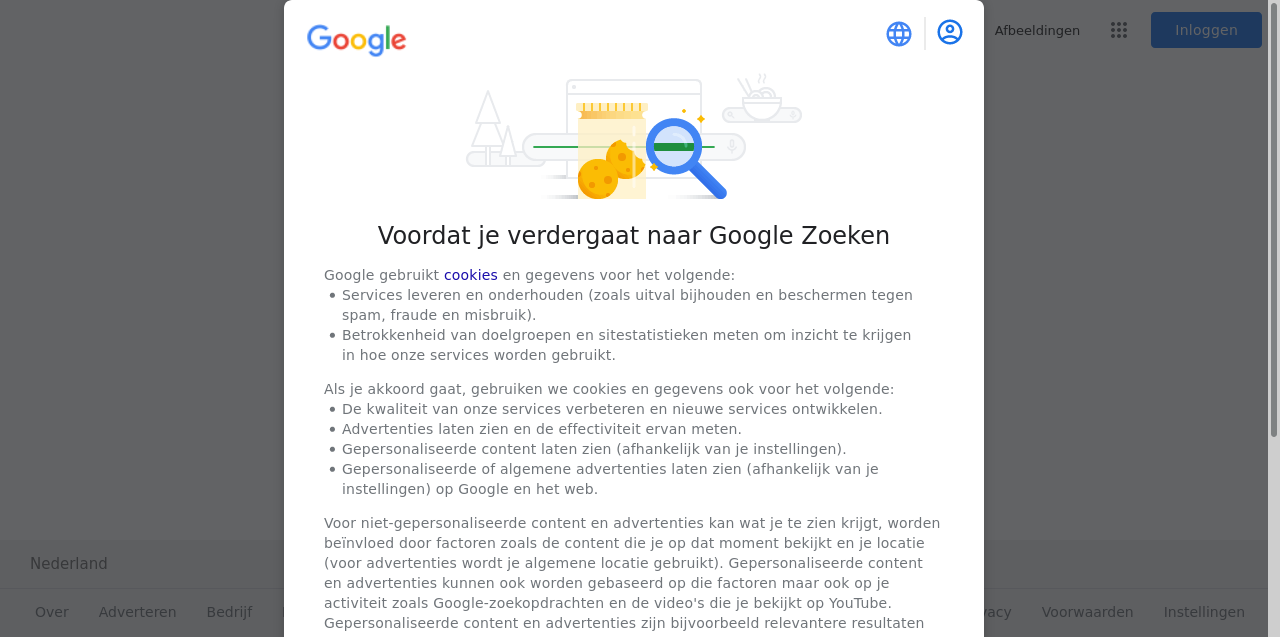 Google
Afbeeldingen
Inloggen
Voordat je verdergaat naar Google Zoeken
Google gebruikt cookies en gegevens voor het volgende:
• Services leveren en onderhouden (zoals uitval bijhouden en beschermen tegen
spam, fraude en misbruik).
• Betrokkenheid van doelgroepen en sitestatistieken meten om inzicht te krijgen
in hoe onze services worden gebruikt.
Als je akkoord gaat, gebruiken we cookies en gegevens ook voor het volgende:
• De kwaliteit van onze services verbeteren en nieuwe services ontwikkelen.
• Advertenties laten zien en de effectiviteit ervan meten.
• Gepersonaliseerde content laten zien (afhankelijk van je instellingen).
• Gepersonaliseerde of algemene advertenties laten zien (afhankelijk van je
instellingen) op Google en het web.
Voor niet-gepersonaliseerde content en advertenties kan wat je te zien krijgt, worden
beïnvloed door factoren zoals de content die je op dat moment bekijkt en je locatie
(voor advertenties wordt je algemene locatie gebruikt). Gepersonaliseerde content
en advertenties kunnen ook worden gebaseerd op die factoren maar ook op je
activiteit zoals Google-zoekopdrachten en de video's die je bekijkt op YouTube.
Gepersonaliseerde content en advertenties zijn bijvoorbeeld relevantere resultaten
Nederland
Over Adverteren Bedrijf vacy Voorwaarden Instellingen